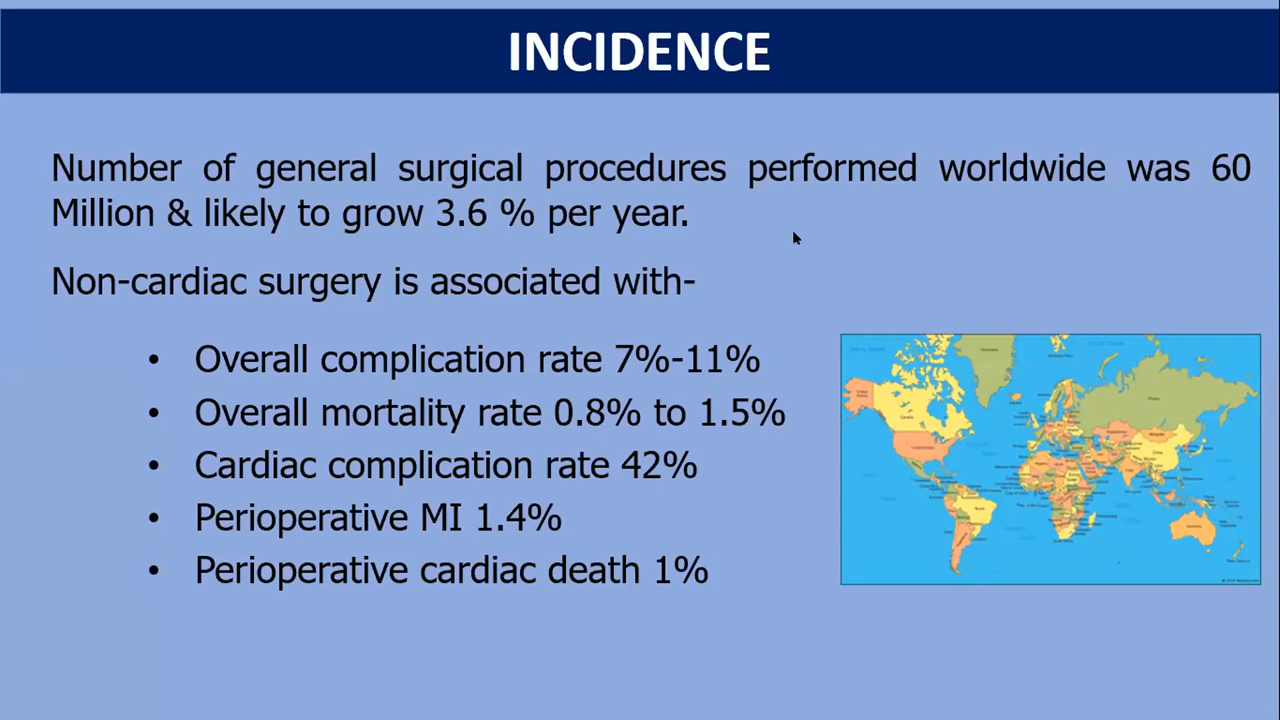 INCIDENCE
Number of general surgical procedures performed worldwide was 60
Million & likely to grow 3.6 % per year.
Non-cardiac surgery is associated with-
• Overall complication rate 7%-11%
• Overall mortality rate 0.8% to 1.5%
• Cardiac complication rate 42%
• Perioperative MI 1.4%
• Perioperative cardiac death 1%